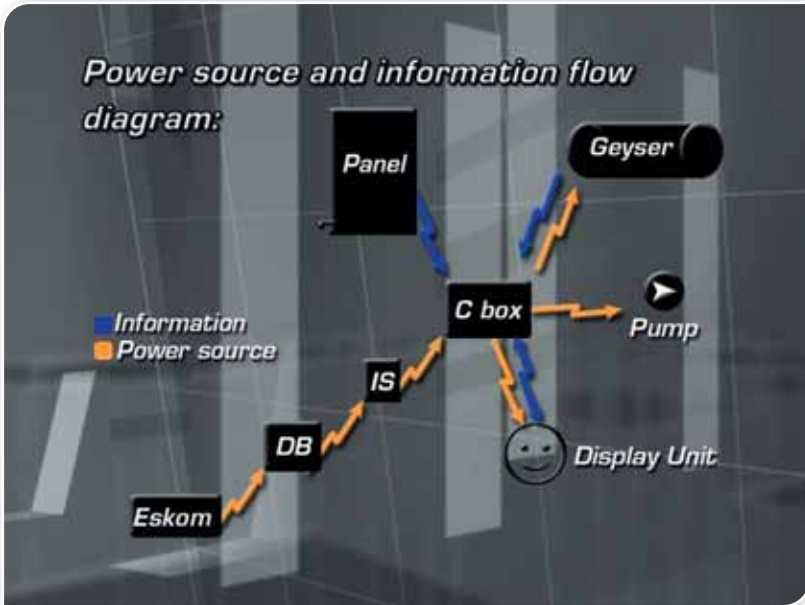 Power source and information flow
diagram:
Panel
Geyser
C box
Pump
Information
Power source
IS
DB
Display Unit
Eskom